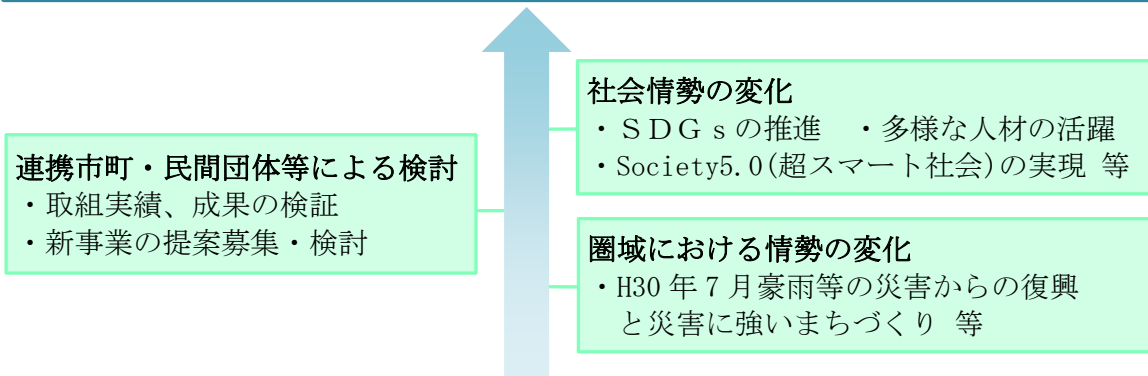 連携市町・民間団体等による検討
・取組実績、成果の検証
・新事業の提案募集・検討
社会情勢の変化
・ＳＤＧｓの推進　・多様な人材の活躍
・Society5.0(超スマート社会)の実現 等
圏域における情勢の変化
・H30 年７月豪雨等の災害からの復興
と災害に強いまちづくり 等